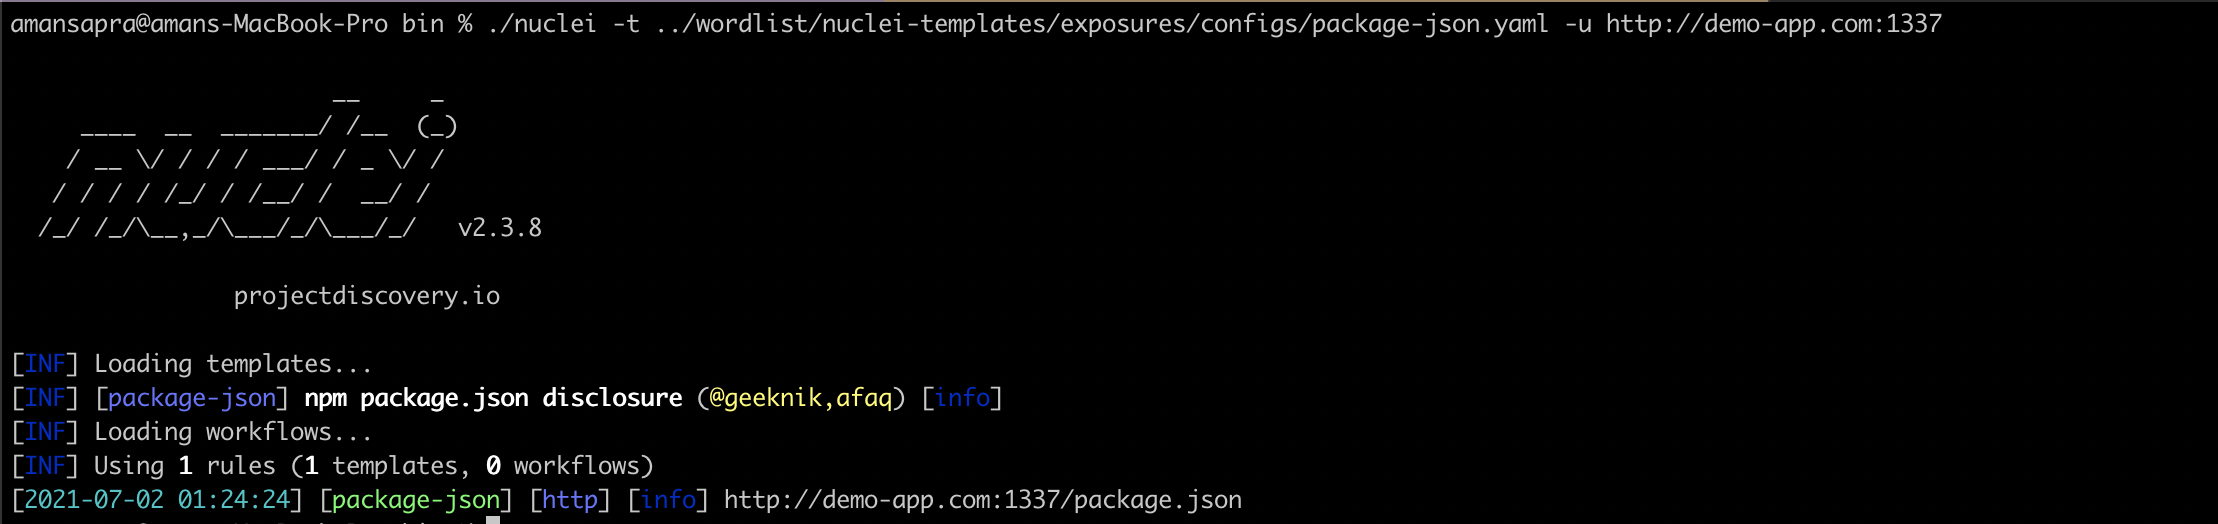 amansapra@amans-MacBook-Pro bin % ./nuclei -t ../wordlist/nuclei-templates/exposures/configs/package-json.yaml -u http://demo-app.com:1337
                       __     _
     ____  __  _______/ /__  (_)
    / __ \/ / / / ___/ / _ \/ /
   / / / / /_/ / /__/ /  __/ /
  /_/ /_/\__,_/\___/_/\___/_/   v2.3.8
projectdiscovery.io
[INF] Loading templates...
[INF] [package-json] npm package.json disclosure (@geeknik,afaq) [info]
[INF] Loading workflows...
[INF] Using 1 rules (1 templates, 0 workflows)
[2021-07-02 01:24:24] [package-json] [http] [info] http://demo-app.com:1337/package.json